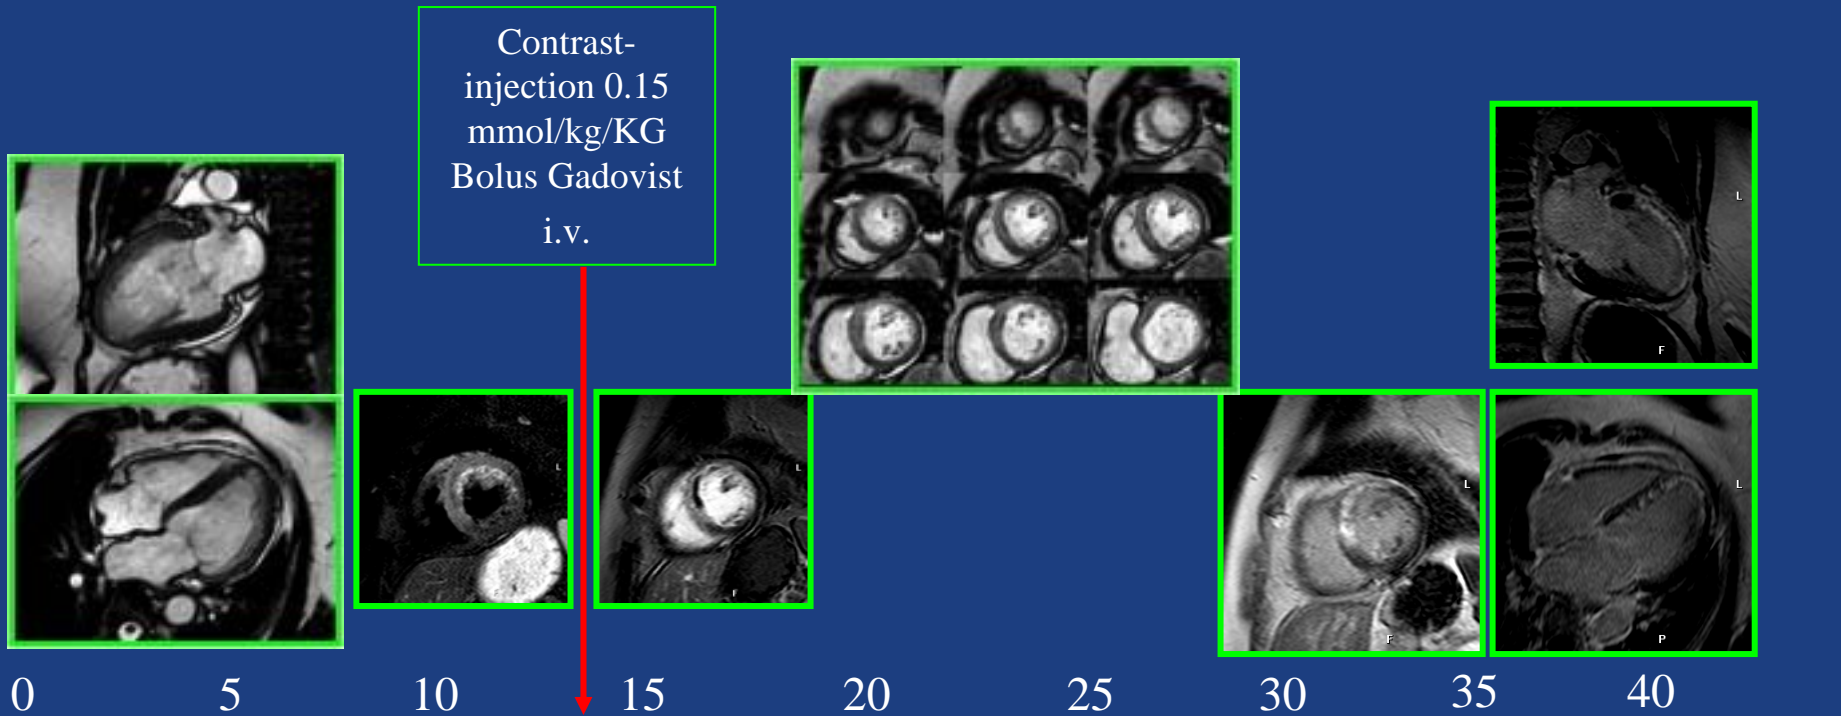 Contrast-
injection 0.15
mmol/kg/KG
Bolus Gadovist
i.v.
L
F
L
L
F
L
F
L
P
0 5 10 15 20 25 30 35 40